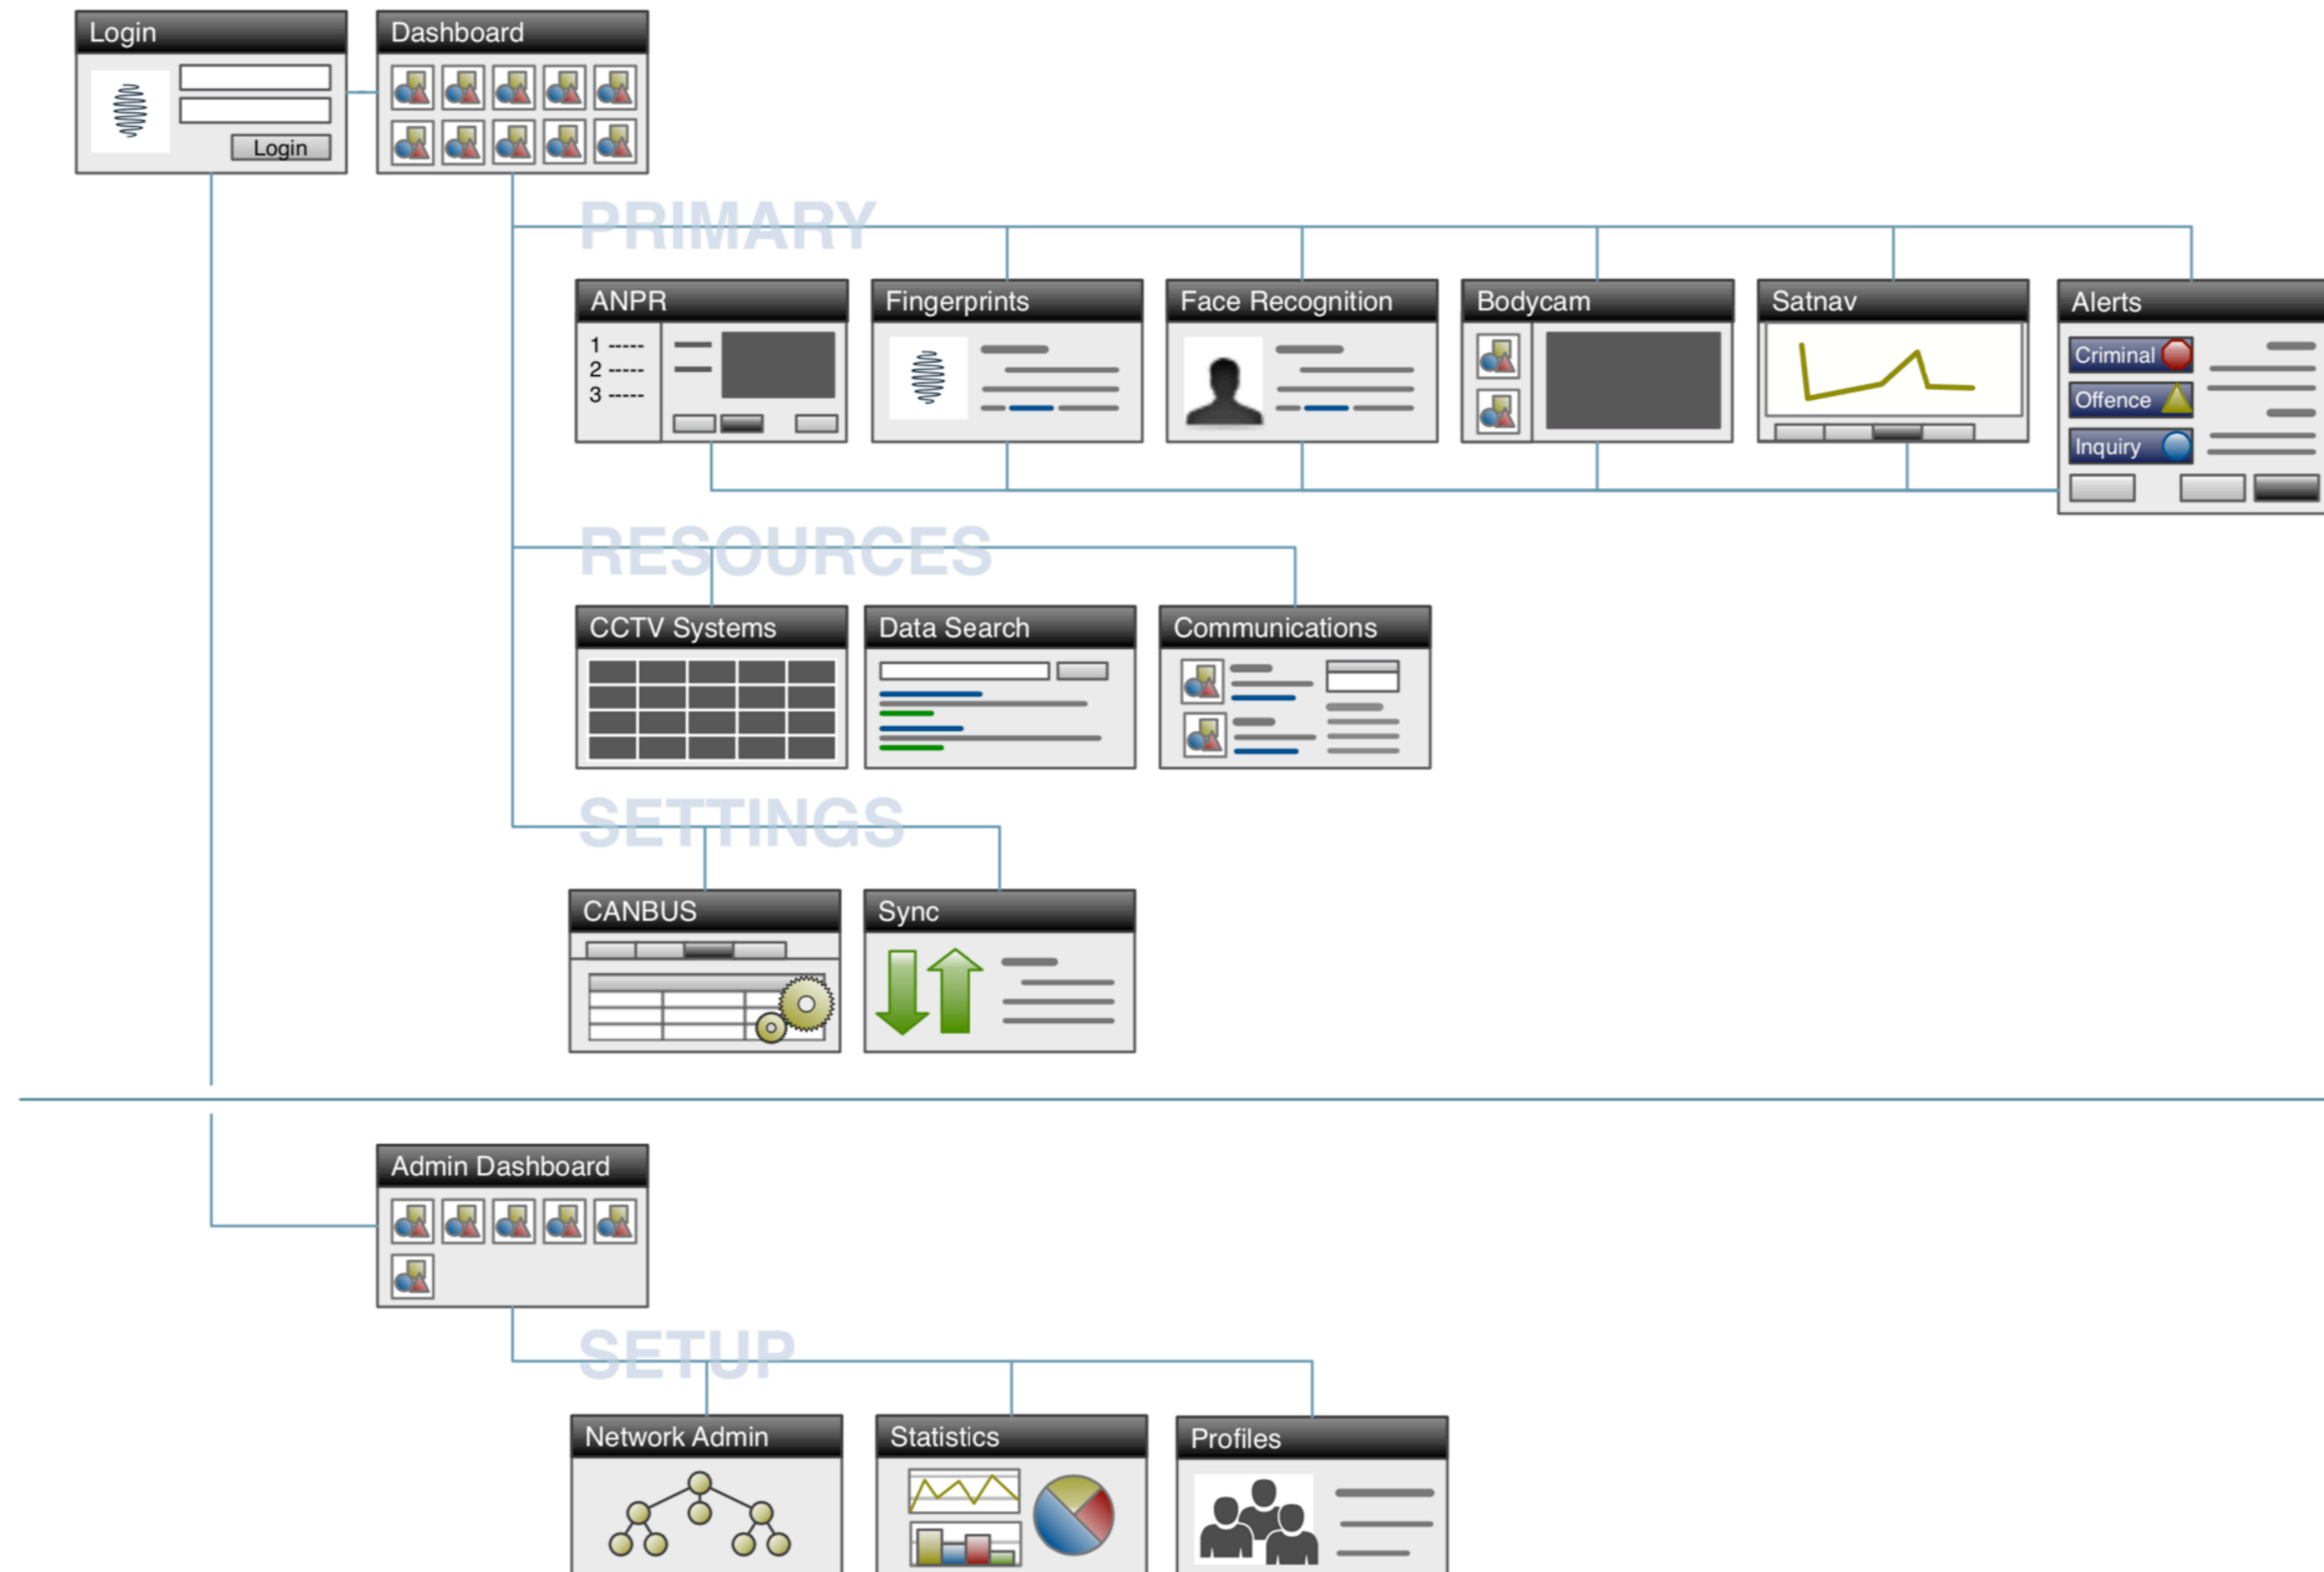 Login
Dashboard
Login
PRIMARY
ANPR
1 -----
2 -----
3 -----
Fingerprints
Face Recognition
Bodycam
Satnav
Alerts
Criminal
Offence
Inquiry
RESOURCES
CCTV Systems
Data Search
Communications
SETTINGS
CANBUS
Sync
Admin Dashboard
SETUP
Network Admin
Statistics
Profiles